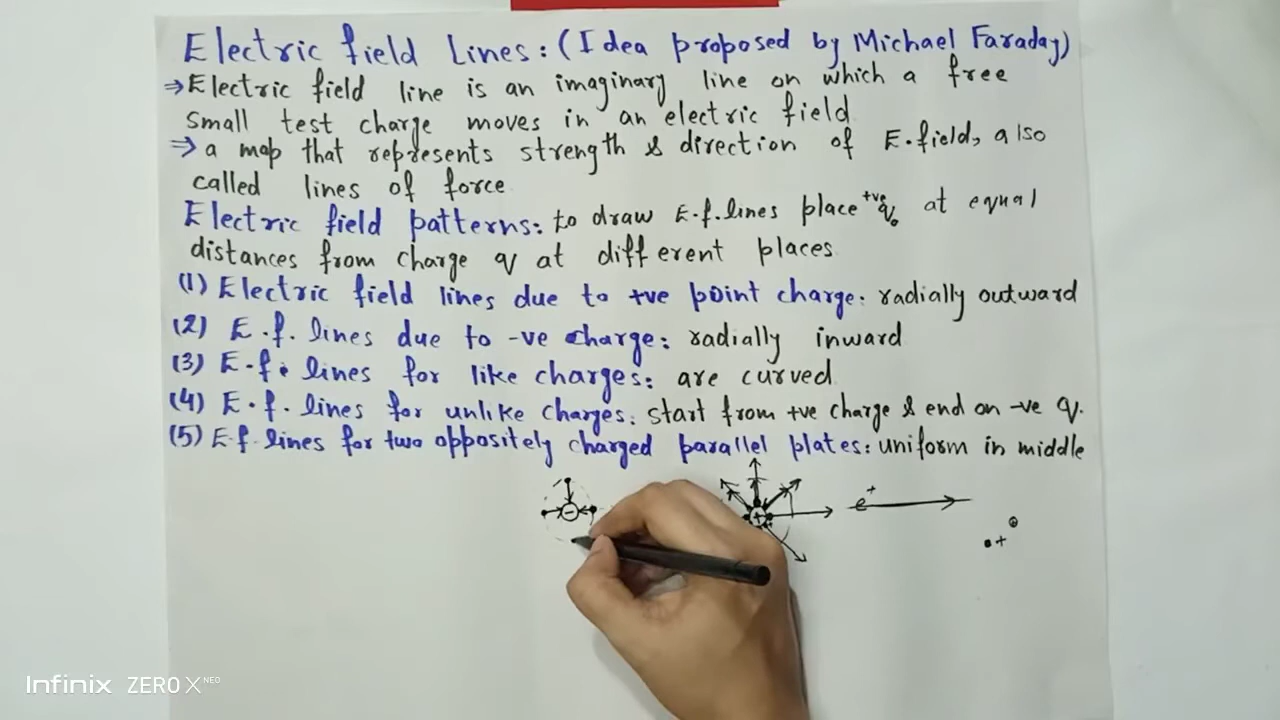 Electric field Lines: (Idea proposed by Michael Faraday)
⇒ Electric field line is an imaginary line on which a free
small test charge moves in an electric field
⇒ a map that represents strength & direction of E.field, also
called lines of force
Electric field patterns: to draw E.f.lines place +ve q₀ at equal
distances from charge q at different places
(1) Electric field lines due to +ve point charge: radially outward
(2) E.f. lines due to -ve charge: radially inward
(3) E.f. lines for like charges: are curved
(4) E.f. lines for unlike charges: start from +ve charge & end on -ve q.
(5) E.f. lines for two oppositely charged parallel plates: uniform in middle
- + e+
+
Infinix ZERO X NEO